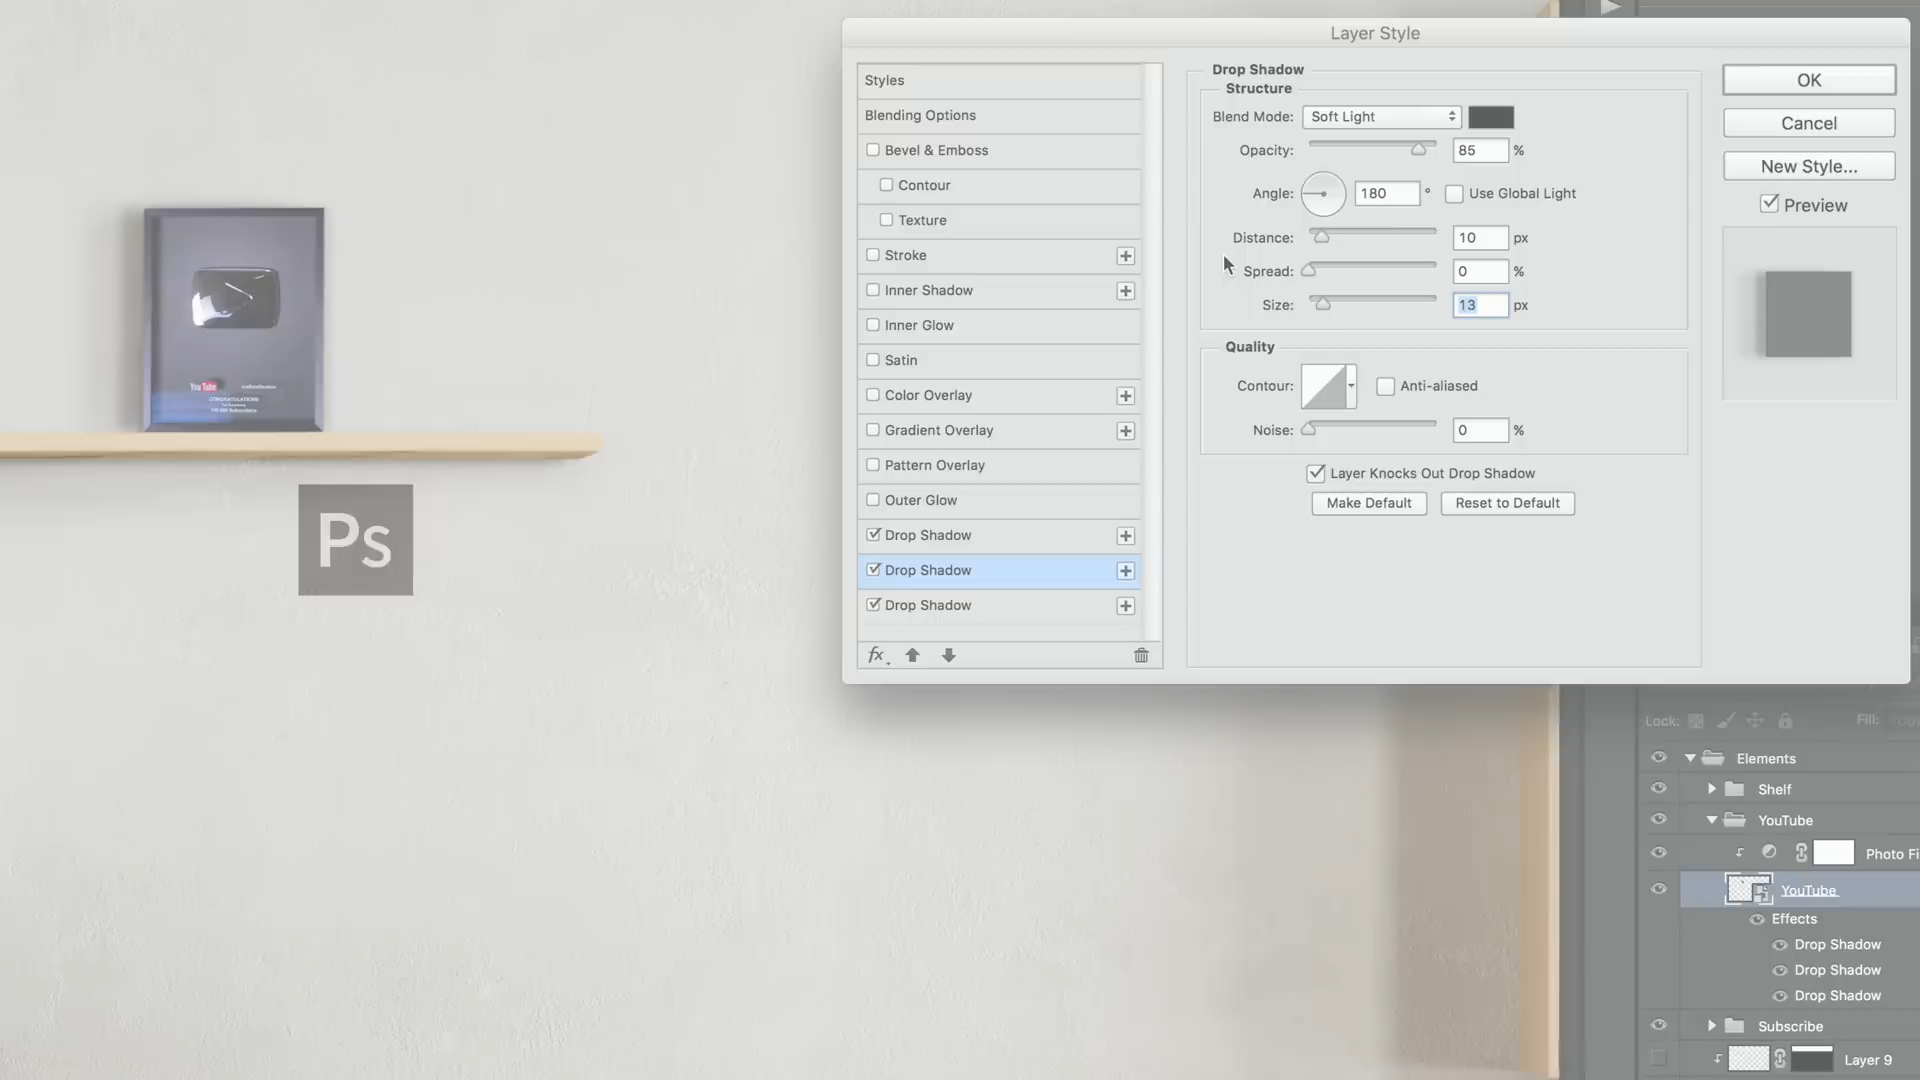 Layer Style
Styles
Blending Options
Bevel & Emboss
Contour
Texture
Stroke
Inner Shadow
Inner Glow
Satin
Color Overlay
Gradient Overlay
Pattern Overlay
Outer Glow
Drop Shadow
Drop Shadow
Drop Shadow
fx
Drop Shadow
Structure
Blend Mode: Soft Light
Opacity: 85 %
Angle: 180 ° Use Global Light
Distance: 10 px
Spread: 0 %
Size: 13 px
Quality
Contour: Anti-aliased
Noise: 0 %
Layer Knocks Out Drop Shadow
Make Default Reset to Default
OK
Cancel
New Style...
Preview
YouTube
CONGRATULATIONS
Ps
Lock: Fill:
Elements
Shelf
YouTube
Photo Fi
YouTube
Effects
Drop Shadow
Drop Shadow
Drop Shadow
Subscribe
Layer 9